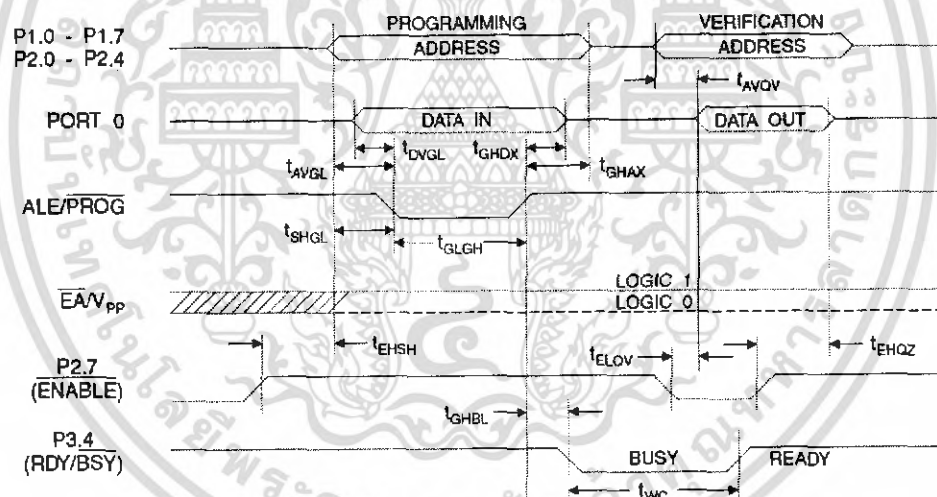 PROGRAMMING
VERIFICATION
P1.0 - P1.7
P2.0 - P2.4
ADDRESS
ADDRESS
tAVQV
PORT 0
DATA IN
DATA OUT
tDVGL
tGHDX
tAVGL
tGHAX
ALE/PROG
tSHGL
tGLGH
LOGIC 1
EA/VPP
LOGIC 0
tEHSH
tELQV
tEHQZ
P2.7
(ENABLE)
tGHBL
P3.4
(RDY/BSY)
BUSY
READY
tWC